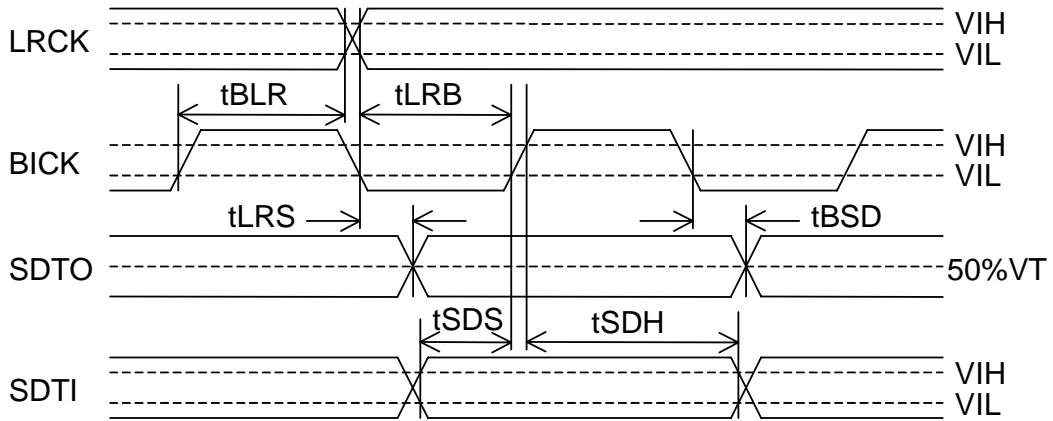 LRCK
VIH
VIL
tBLR
tLRB
BICK
VIH
VIL
tLRS
tBSD
SDTO
50%VT
tSDS
tSDH
SDTI
VIH
VIL